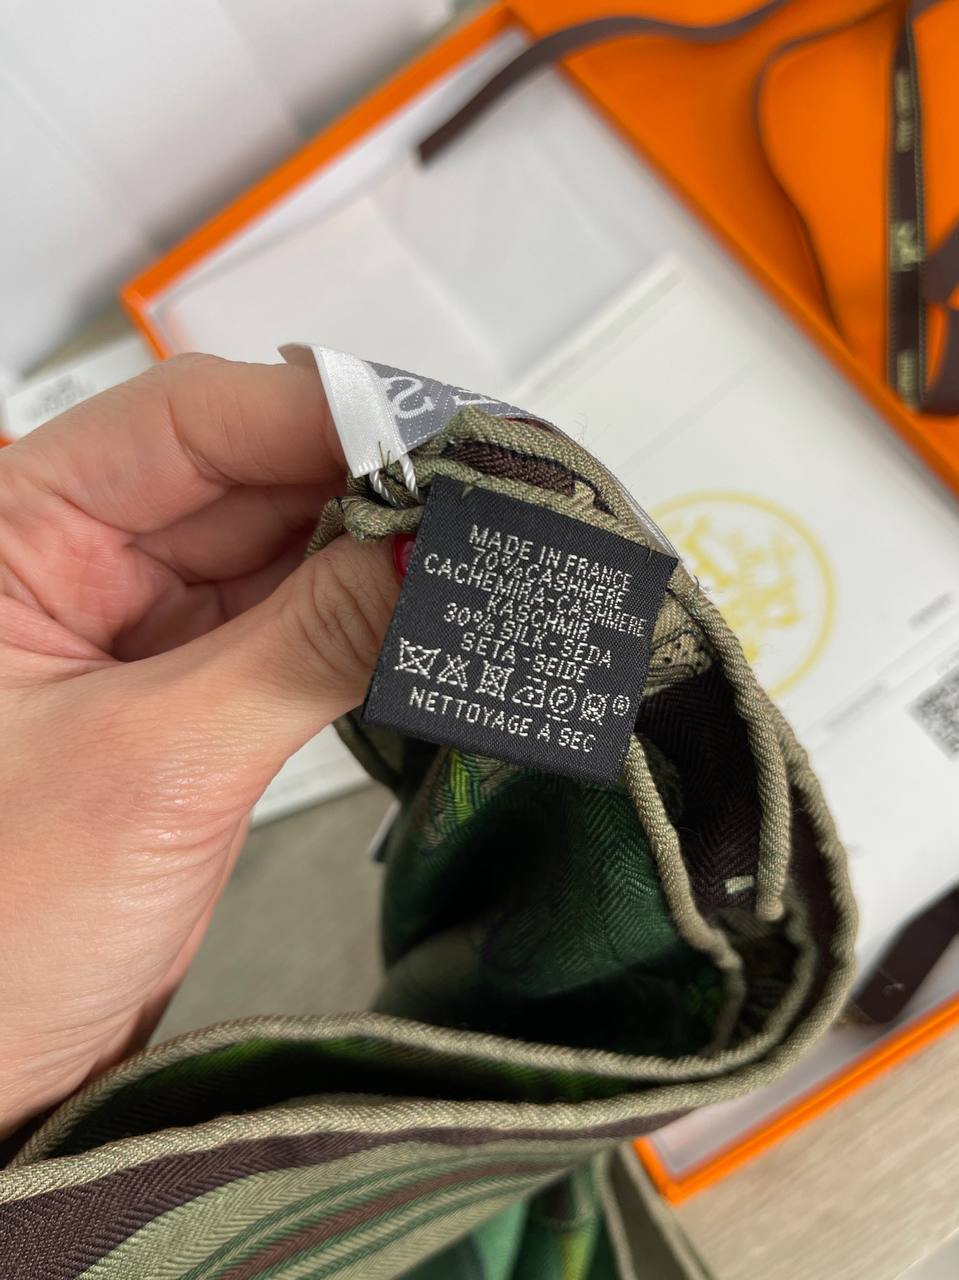 MADE IN FRANCE
70% CASHMERE
CACHEMIRA-CASHMERE
KASCHMIR
30% SILK-SEDA
SETA-SEIDE
P
NETTOYAGE À SEC